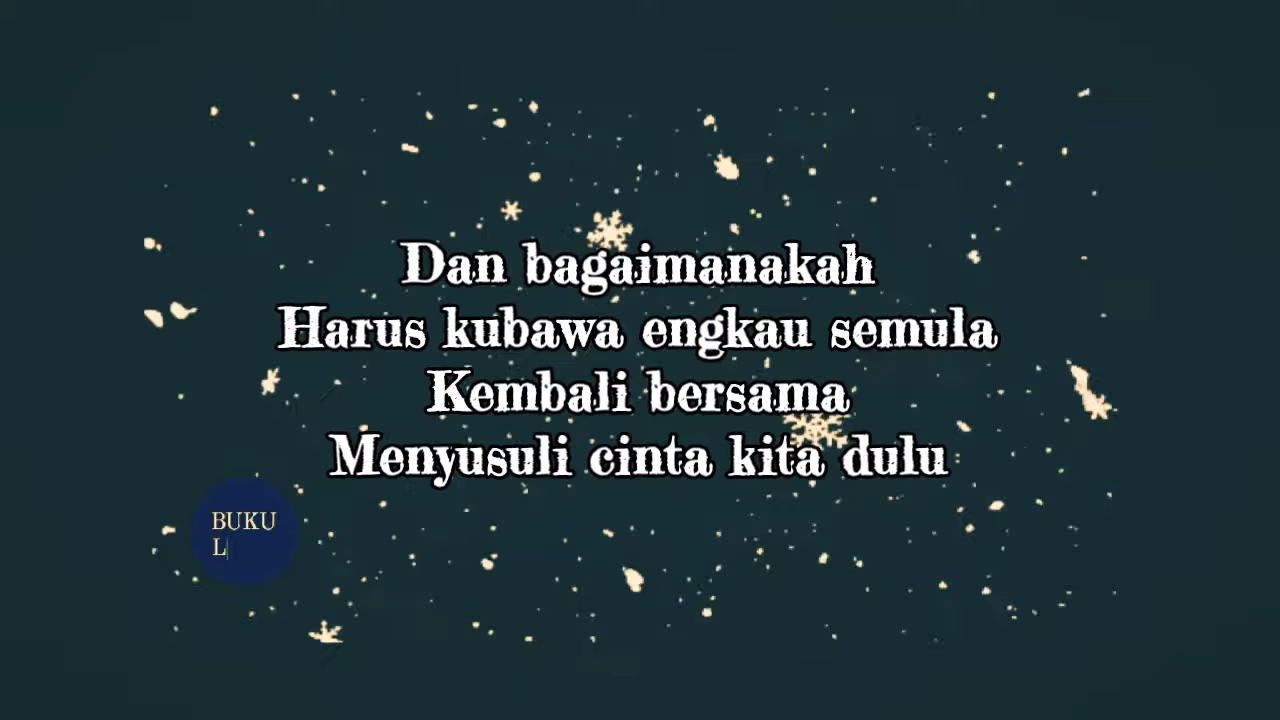 Dan bagaimanakah
Harus kubawa engkau semula
Kembali bersama
Menyusuli cinta kita dulu
BUKU
L